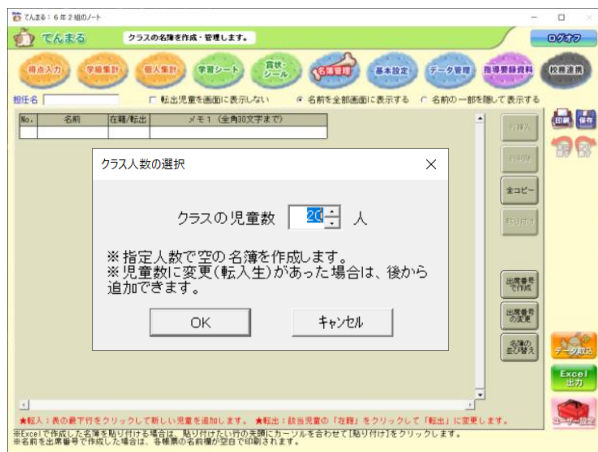 てんまる：6年2組のノート
てんまる
クラスの名簿を作成・管理します。
ログオフ
得点入力
学級集計
個人集計
学習シート
賞状・
シール
名簿管理
基本設定
データ管理
指導要録資料
校務連携
担任名
転出児童を画面に表示しない
名前を全部画面に表示する
名前の一部を隠して表示する
No.
名前
在籍/転出
メモ1 (全角30文字まで)
印刷
保存
行挿入
行削除
全コピー
貼り付け
クラス人数の選択
クラスの児童数 20 人
※指定人数で空の名簿を作成します。
※児童数に変更(転入生)があった場合は、後から
追加できます。
OK
キャンセル
出席番号
で作成
出席番号
の変更
名簿の
並び替え
データ取込
Excel
出力
ユーザー設定
★転入：表の最下行をクリックして新しい児童を追加します。 ★転出：該当児童の「在籍」をクリックして「転出」に変更します。
※Excelで作成した名簿を貼り付ける場合は、貼り付けたい行の先頭にカーソルを合わせて[貼り付け]をクリックします。
※名前を出席番号で作成した場合は、各帳票の名前欄が空白で印刷されます。